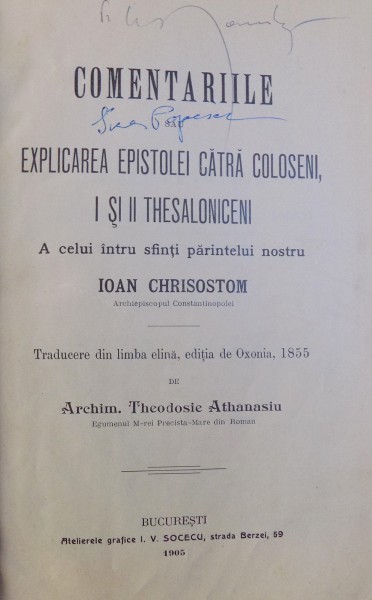 COMENTARIILE
SAU
EXPLICAREA EPISTOLEI CĂTRĂ COLOSENI,
I ŞI II THESALONICENI
A celui întru sfinţi părintelui nostru
IOAN CHRISOSTOM
Archiepiscopul Constantinopolei
Traducere din limba elină, ediţia de Oxonia, 1855
DE
Archim. Theodosie Athanasiu
Egumenul M-rei Precista-Mare din Roman
BUCUREŞTI
Atelierele grafice I. V. SOCECU, strada Berzei, 59
1905